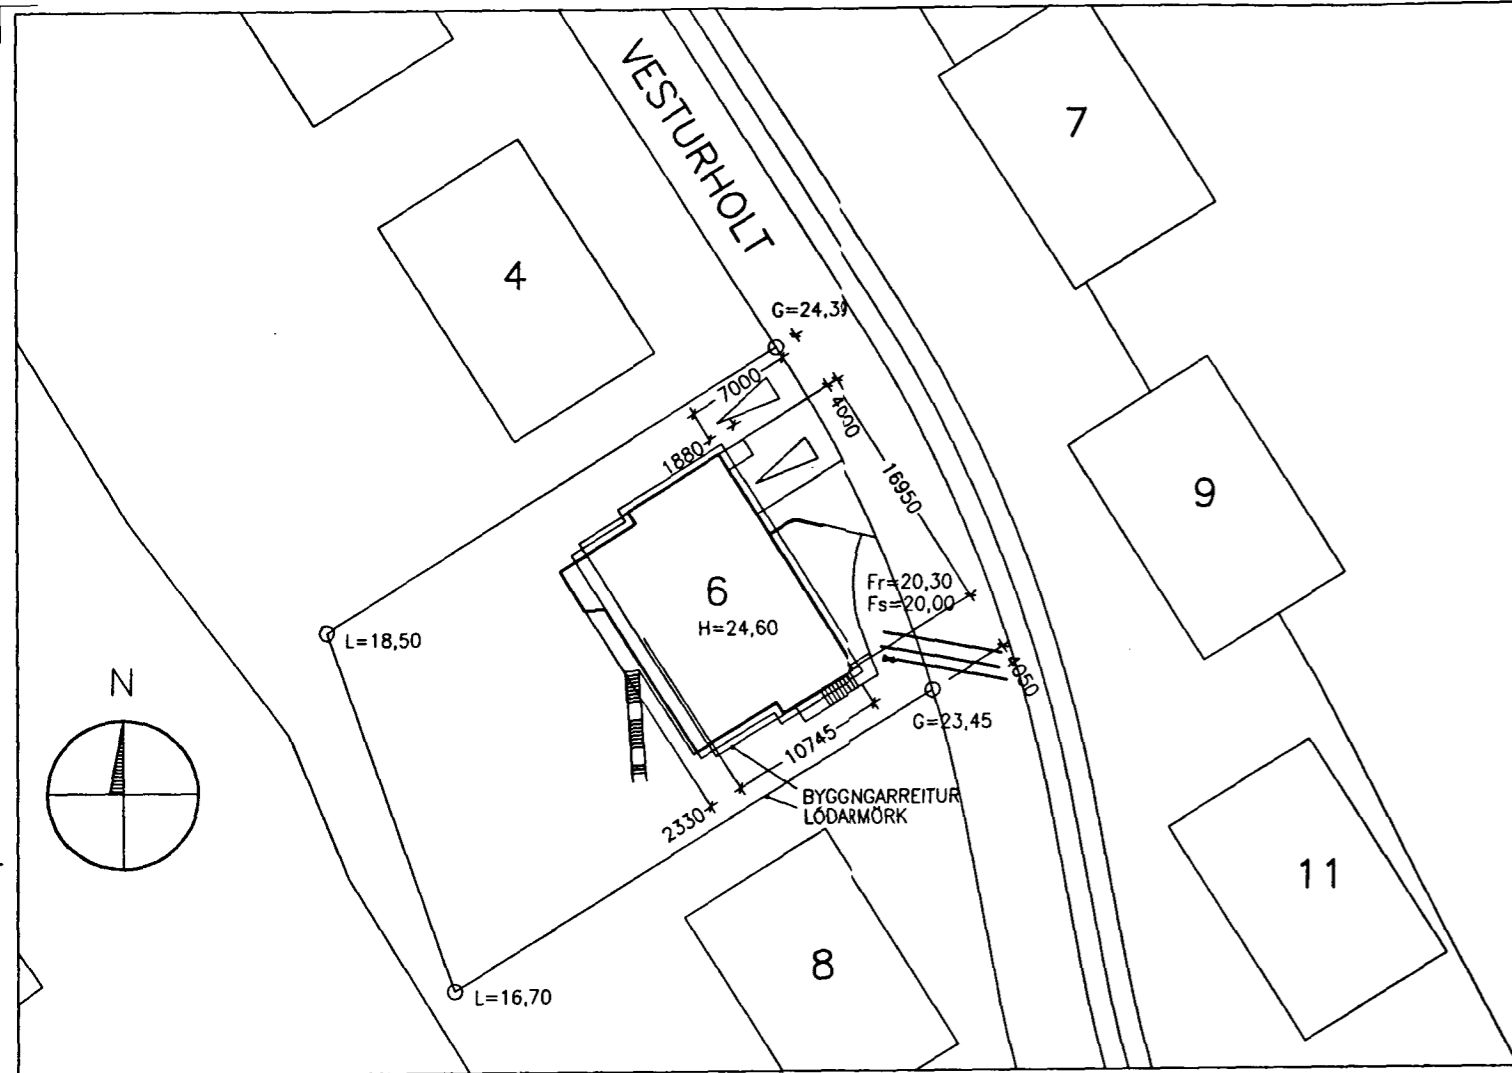 VESTURHOLT
7
4
G=24,39
7000
4000
1880
16950
9
6
H=24,60
Fr=20,30
Fs=20,00
L=18,50
4050
N
G=23,45
10745
BYGGNGARREITUR
LÓDARMÖRK
2330
11
8
L=16,70